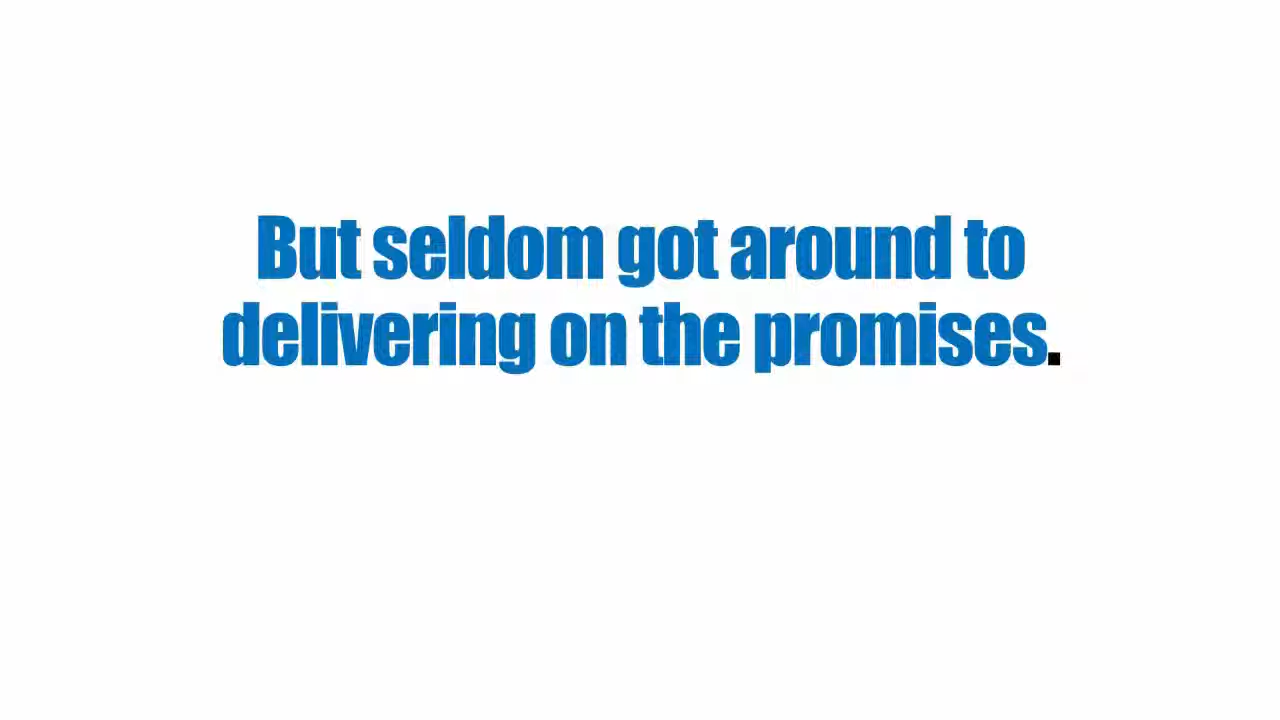 But seldom got around to
delivering on the promises.